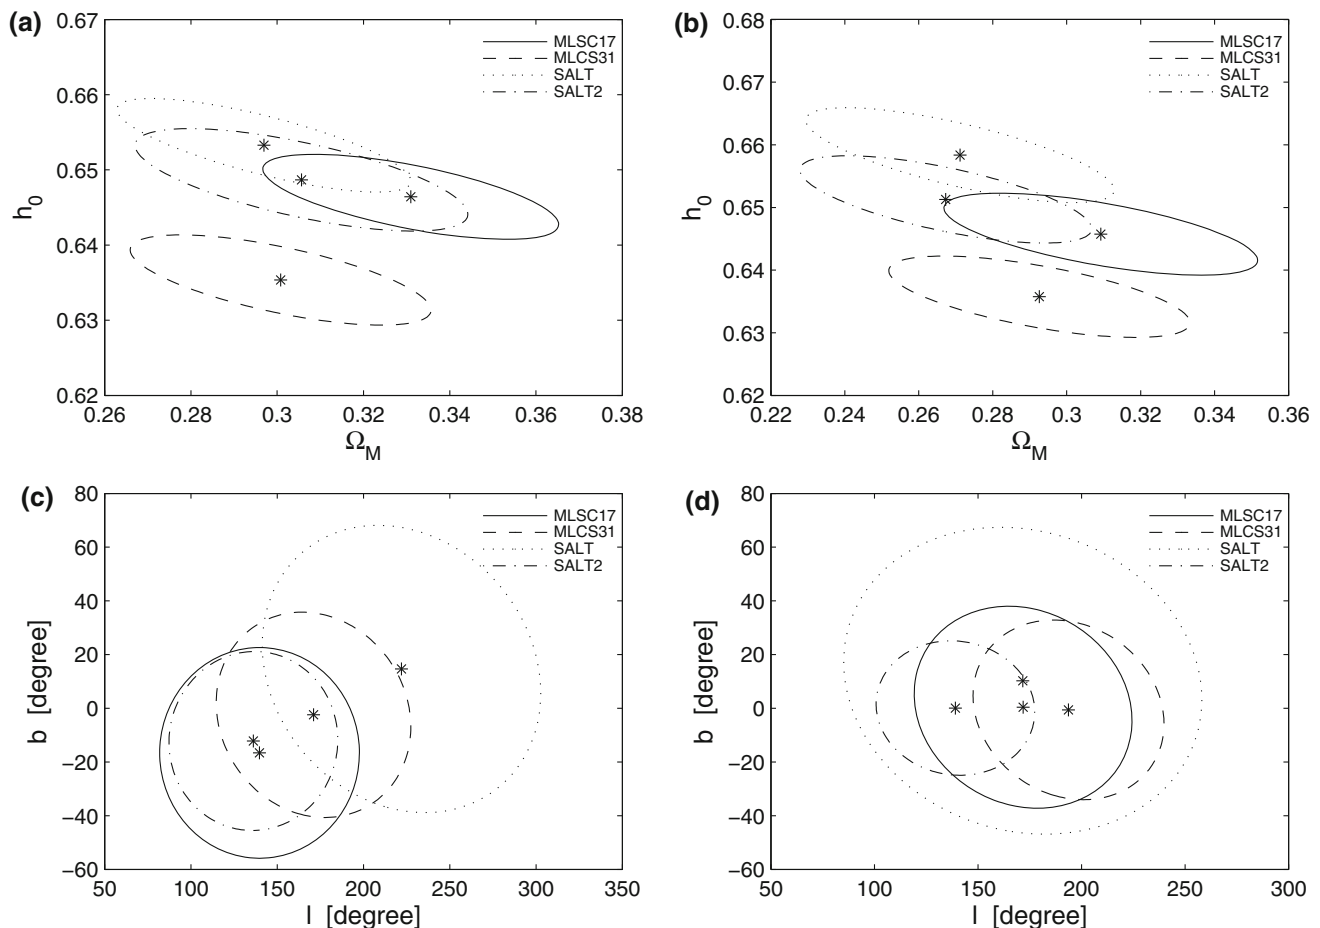 (a)
0.67
0.66
0.65
0.64
0.63
0.62
h0
0.26 0.28 0.3 0.32 0.34 0.36 0.38
ΩM
MLSC17
MLCS31
SALT
SALT2
(b)
0.68
0.67
0.66
0.65
0.64
0.63
0.62
h0
0.22 0.24 0.26 0.28 0.3 0.32 0.34 0.36
ΩM
MLSC17
MLCS31
SALT
SALT2
(c)
80
60
40
20
0
−20
−40
−60
b [degree]
50 100 150 200 250 300 350
l [degree]
MLSC17
MLCS31
SALT
SALT2
(d)
80
60
40
20
0
−20
−40
−60
b [degree]
50 100 150 200 250 300
l [degree]
MLSC17
MLCS31
SALT
SALT2